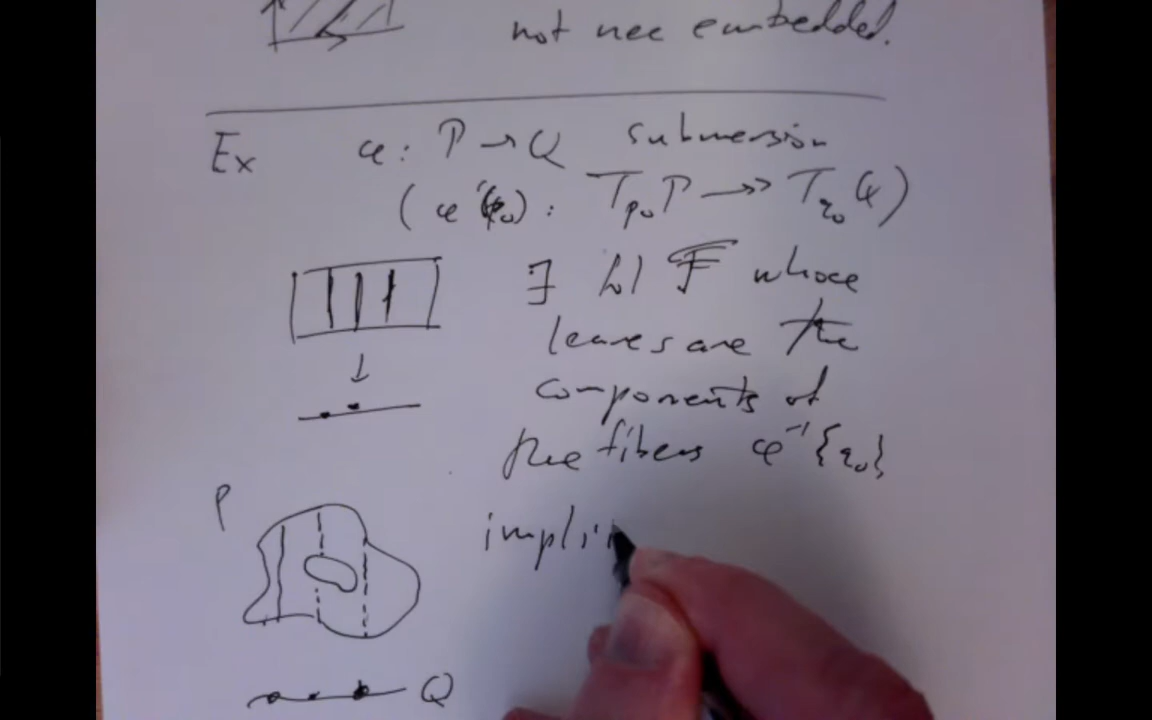 not nec embedded.
Ex φ: P → Q submersion
(φ'(p₀): T_{p₀}P ↠ T_{q₀}Q)
∃ F whose
leaves are the
components of
the fibers φ⁻¹{q₀}
P
impli
Q